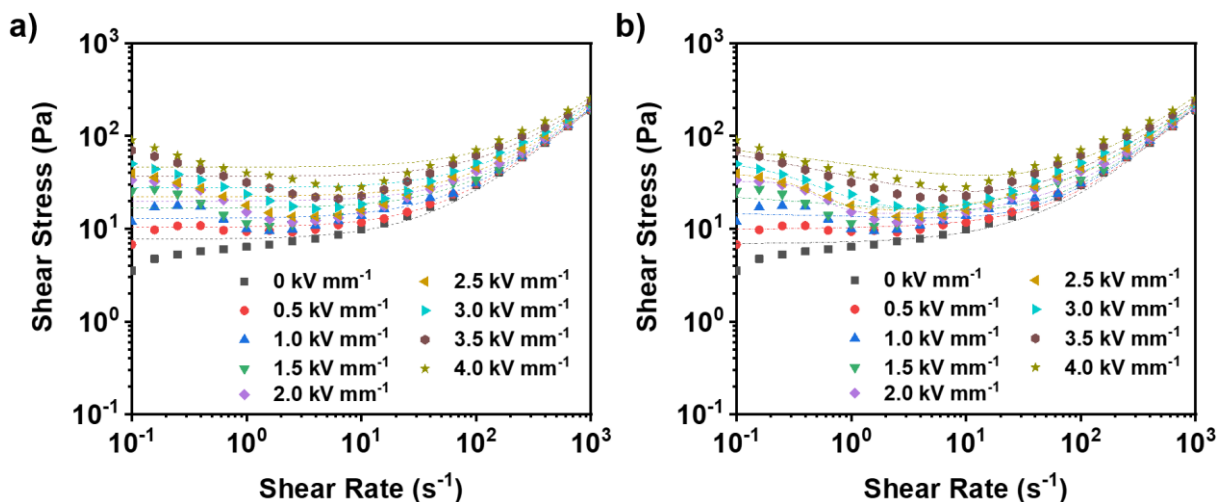 a)
10³
10²
10¹
10⁰
10⁻¹
Shear Stress (Pa)
0 kV mm⁻¹
0.5 kV mm⁻¹
1.0 kV mm⁻¹
1.5 kV mm⁻¹
2.0 kV mm⁻¹
2.5 kV mm⁻¹
3.0 kV mm⁻¹
3.5 kV mm⁻¹
4.0 kV mm⁻¹
10⁻¹ 10⁰ 10¹ 10² 10³
Shear Rate (s⁻¹)
b)
10³
10²
10¹
10⁰
10⁻¹
Shear Stress (Pa)
0 kV mm⁻¹
0.5 kV mm⁻¹
1.0 kV mm⁻¹
1.5 kV mm⁻¹
2.0 kV mm⁻¹
2.5 kV mm⁻¹
3.0 kV mm⁻¹
3.5 kV mm⁻¹
4.0 kV mm⁻¹
10⁻¹ 10⁰ 10¹ 10² 10³
Shear Rate (s⁻¹)